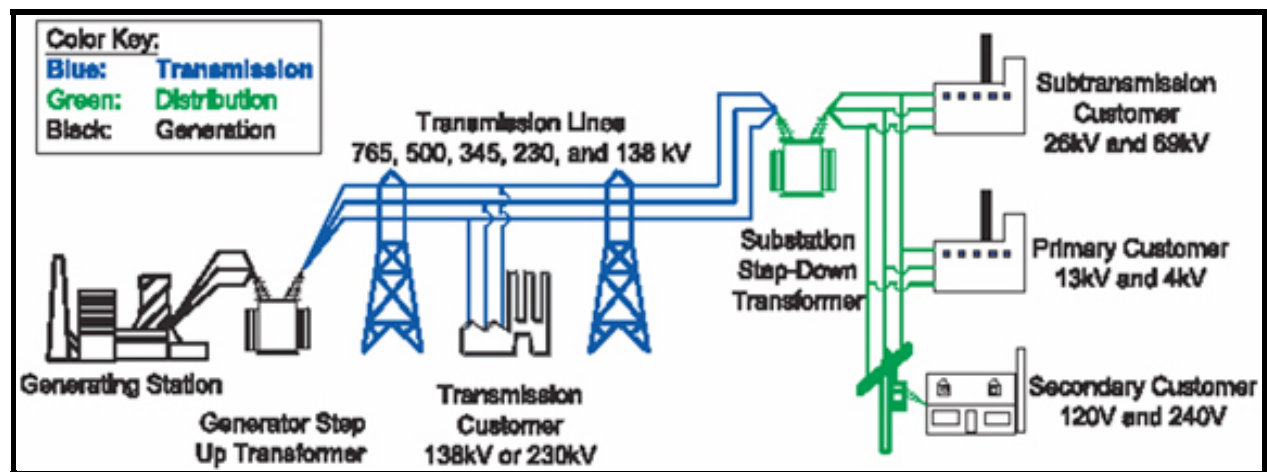 Color Key:
Blue: Transmission
Green: Distribution
Black: Generation
Transmission Lines
765, 500, 345, 230, and 138 kV
Subtransmission
Customer
26kV and 69kV
Substation
Step-Down
Transformer
Primary Customer
13kV and 4kV
Generating Station
Generator Step
Up Transformer
Transmission
Customer
138kV or 230kV
Secondary Customer
120V and 240V